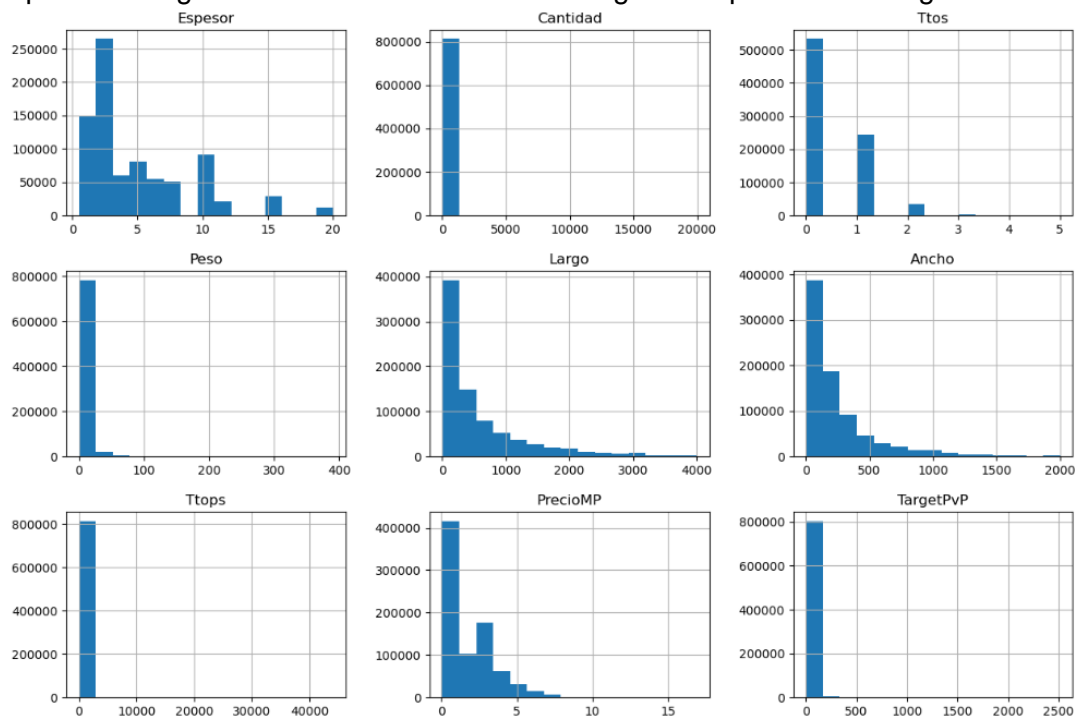 Espesor Cantidad Ttos
250000 800000 500000
200000 600000 400000
150000 400000 300000
100000 200000 200000
50000 100000
0 0 0
0 5 10 15 20 0 5000 10000 15000 20000 0 1 2 3 4 5
Peso Largo Ancho
800000 400000 400000
600000 300000 300000
400000 200000 200000
200000 100000 100000
0 0 0
0 100 200 300 400 0 1000 2000 3000 4000 0 500 1000 1500 2000
Ttops PrecioMP TargetPvP
800000 400000 800000
600000 300000 600000
400000 200000 400000
200000 100000 200000
0 0 0
0 10000 20000 30000 40000 0 5 10 15 0 500 1000 1500 2000 2500